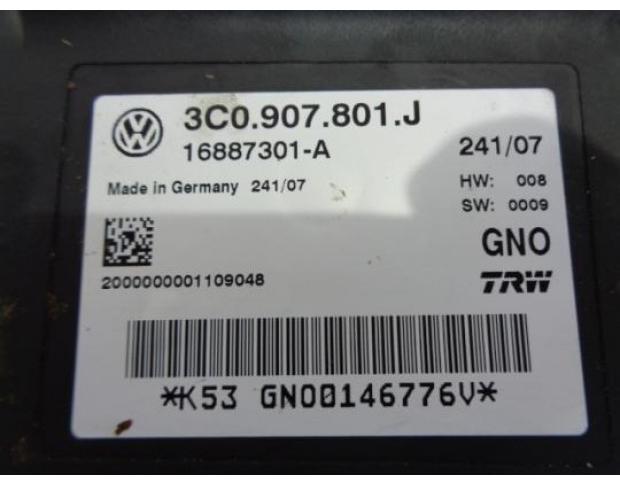 3C0.907.801.J
16887301-A
241/07
Made in Germany 241/07
HW: 008
SW: 0009
GNO
2000000001109048
TRW
*K53 GNO0146776V*